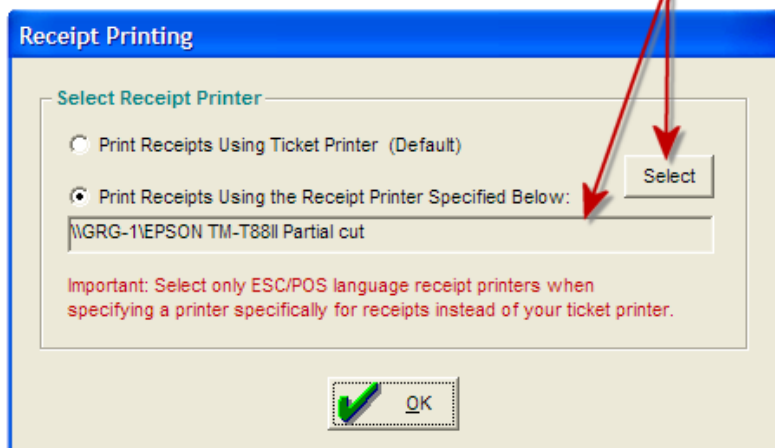 Receipt Printing
Select Receipt Printer
Print Receipts Using Ticket Printer (Default)
Select
Print Receipts Using the Receipt Printer Specified Below:
\\GRG-1\EPSON TM-T88II Partial cut
Important: Select only ESC/POS language receipt printers when
specifying a printer specifically for receipts instead of your ticket printer.
OK